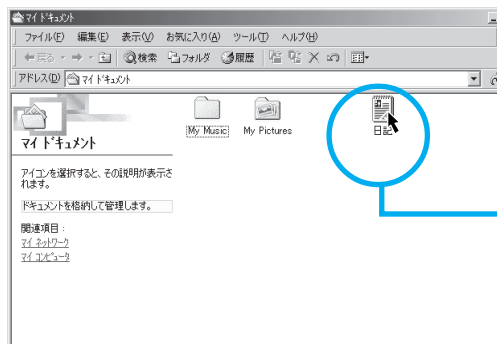 マイ ドキュメント
ファイル(F) 編集(E) 表示(V) お気に入り(A) ツール(T) ヘルプ(H)
戻る 検索 フォルダ 履歴
アドレス(D) マイ ドキュメント
マイ ドキュメント
アイコンを選択すると、その説明が表示さ
れます。
ドキュメントを格納して管理します。
関連項目:
マイ ネットワーク
マイ コンピュータ
My Music My Pictures 日記